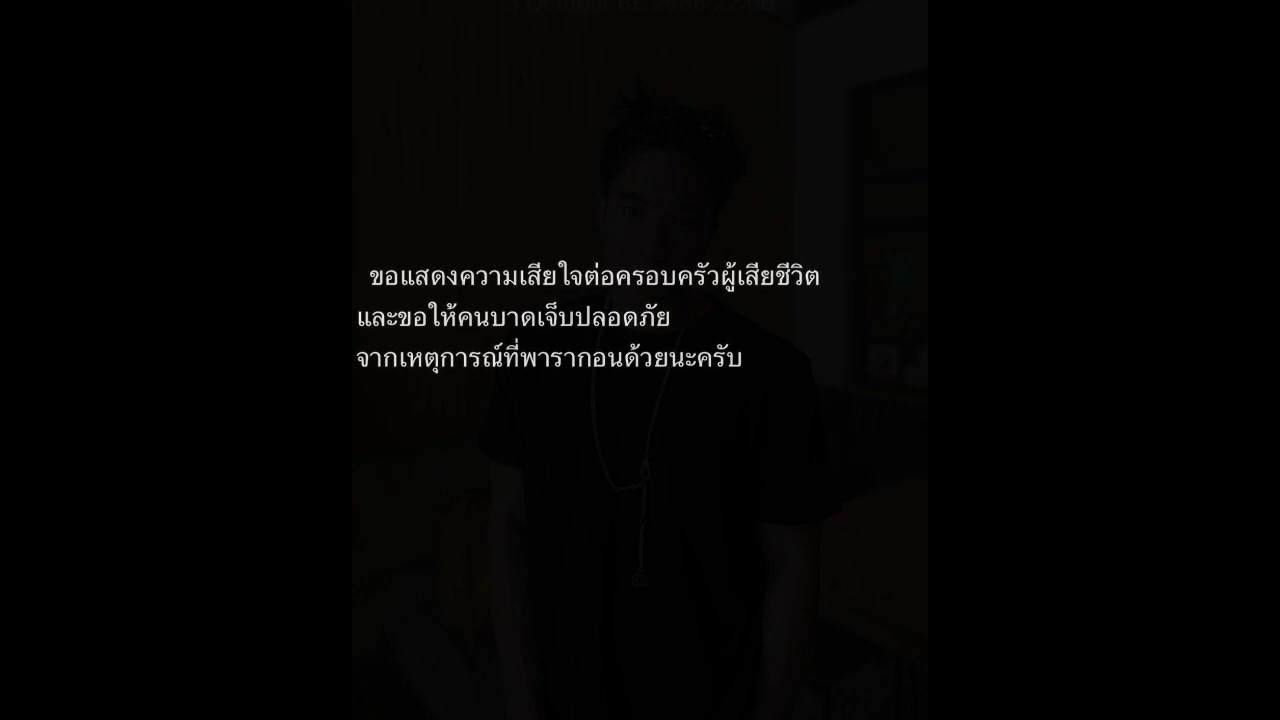 ขอแสดงความเสียใจต่อครอบครัวผู้เสียชีวิต
และขอให้คนบาดเจ็บปลอดภัย
จากเหตุการณ์ที่พารากอนด้วยนะครับ